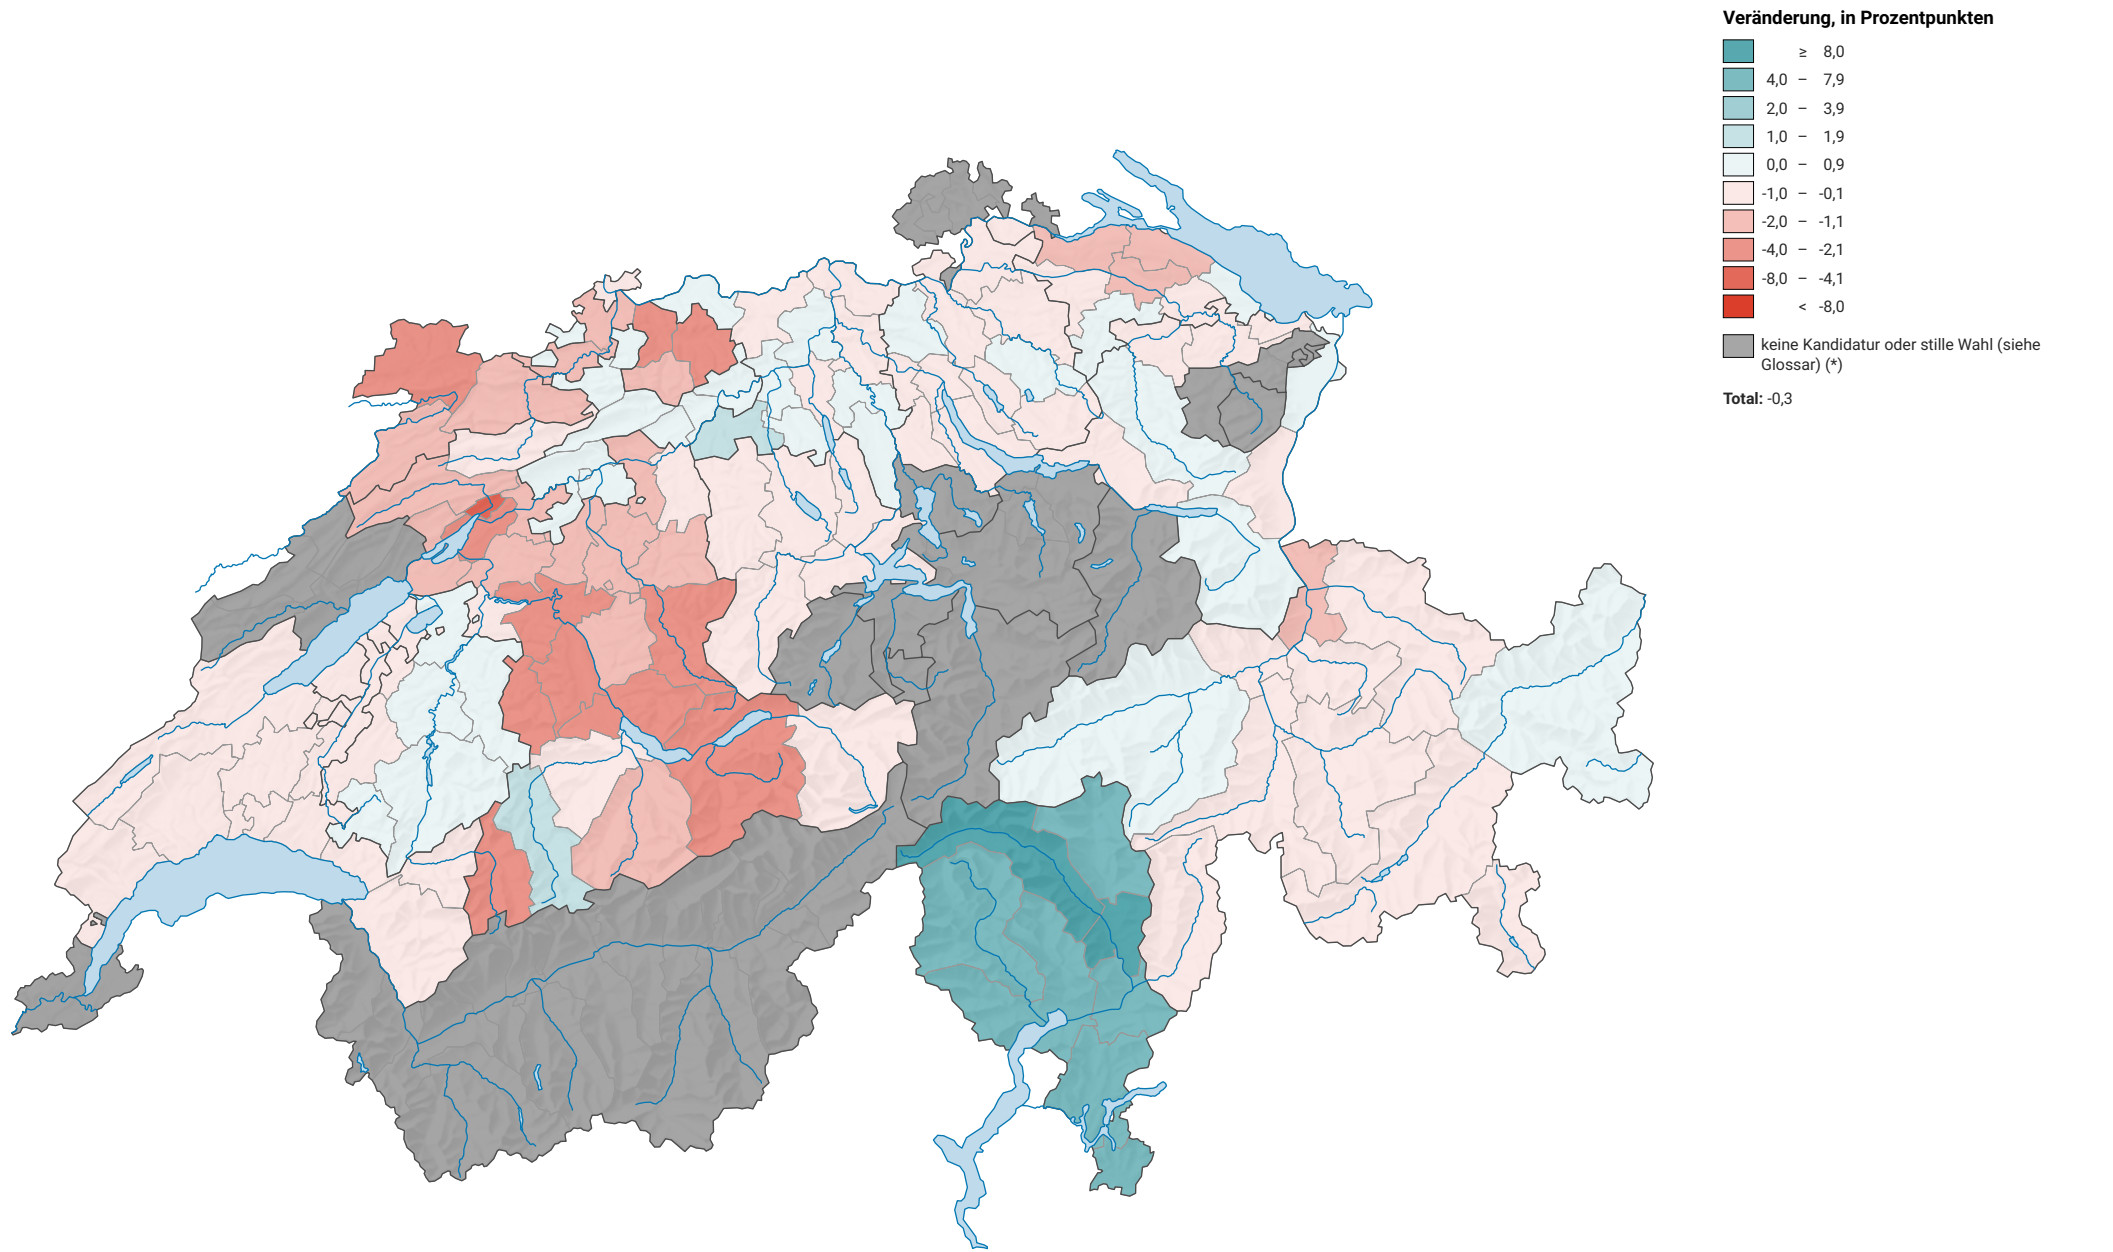 Veränderung, in Prozentpunkten
≥ 8,0
4,0 – 7,9
2,0 – 3,9
1,0 – 1,9
0,0 – 0,9
-1,0 – -0,1
-2,0 – -1,1
-4,0 – -2,1
-8,0 – -4,1
< -8,0
keine Kandidatur oder stille Wahl (siehe
Glossar) (*)
Total: -0,3